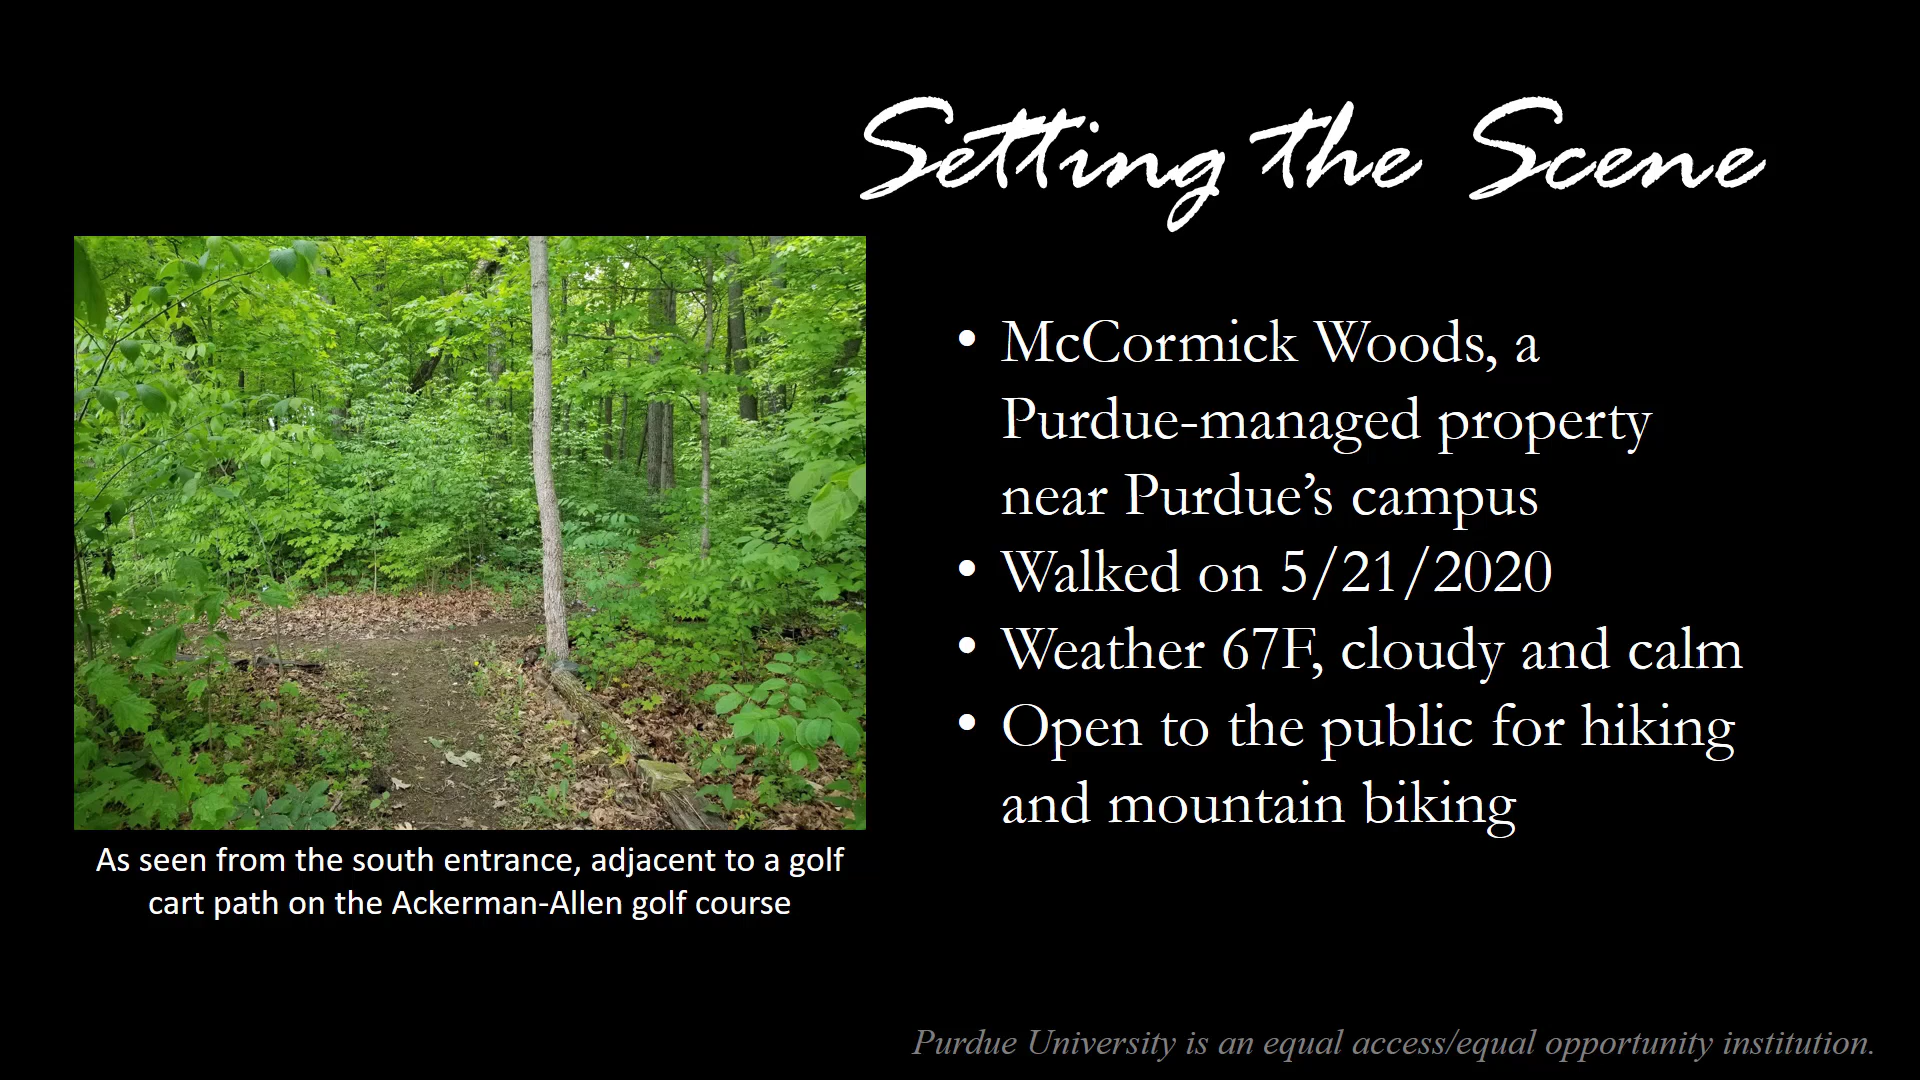 Setting the Scene
• McCormick Woods, a
Purdue-managed property
near Purdue’s campus
• Walked on 5/21/2020
• Weather 67F, cloudy and calm
• Open to the public for hiking
and mountain biking
As seen from the south entrance, adjacent to a golf
cart path on the Ackerman-Allen golf course
Purdue University is an equal access/equal opportunity institution.